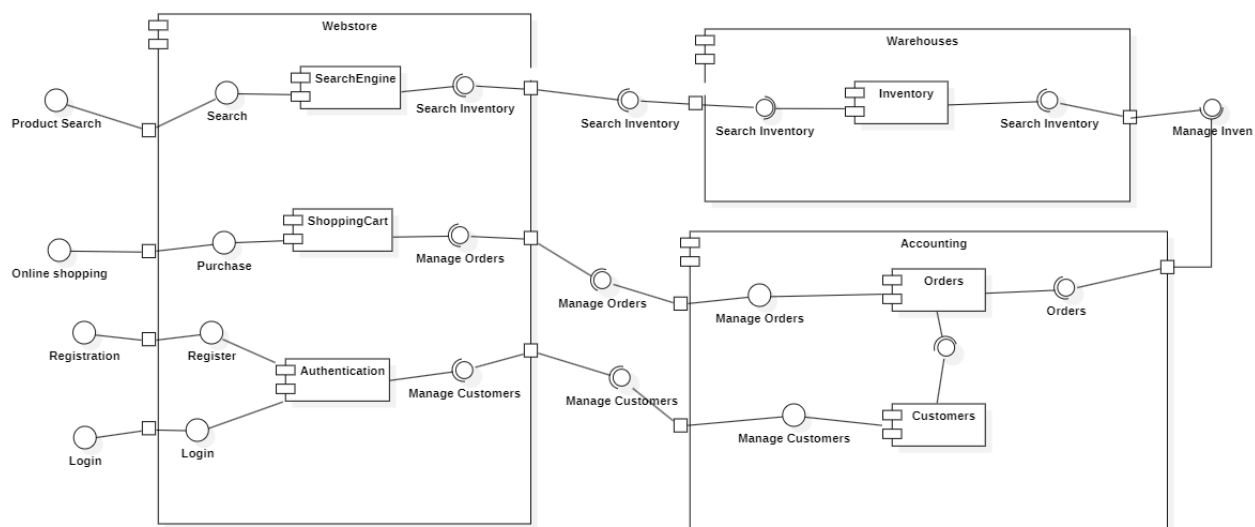 Webstore
Warehouses
SearchEngine
Inventory
Product Search
Search
Search Inventory
Search Inventory
Search Inventory
Search Inventory
Manage Inven
ShoppingCart
Accounting
Online shopping
Purchase
Manage Orders
Manage Orders
Orders
Manage Orders
Orders
Registration
Register
Authentication
Manage Customers
Manage Customers
Customers
Manage Customers
Login
Login